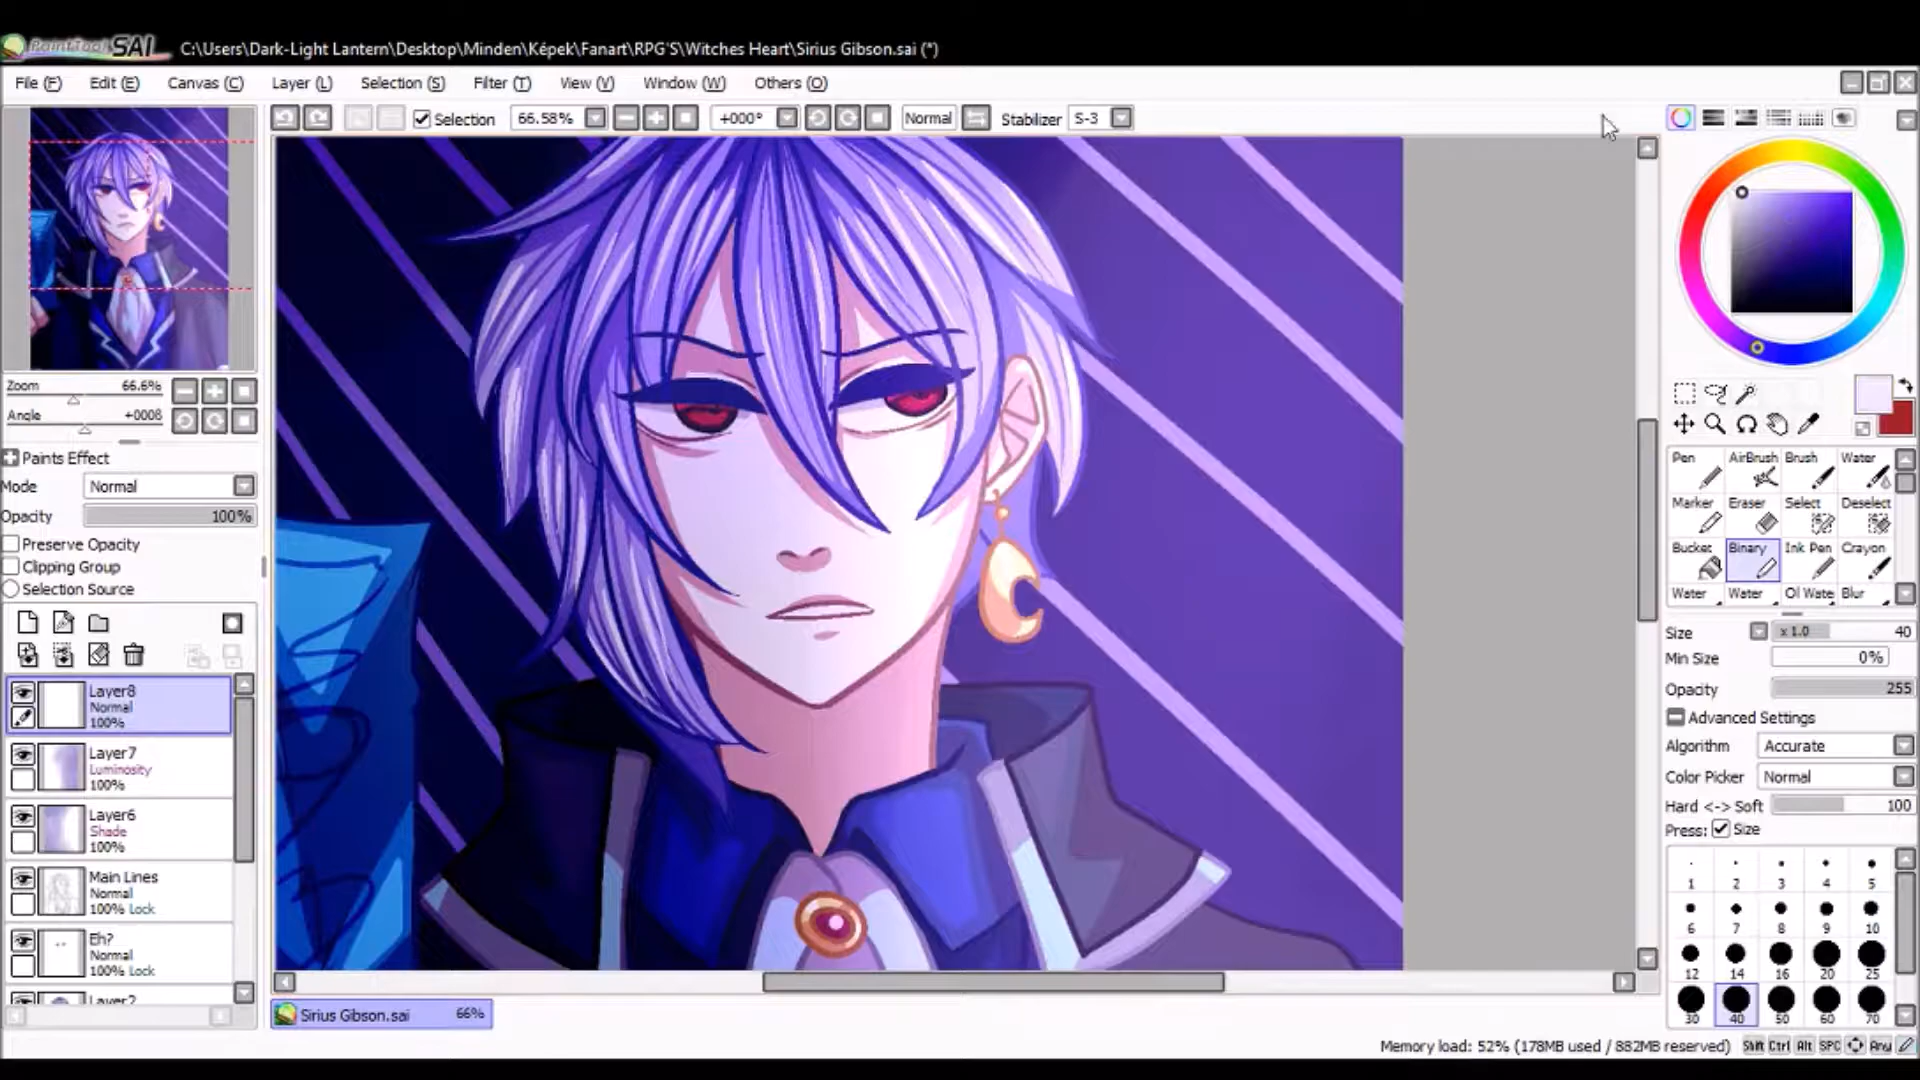 PaintTool SAI C:\Users\Dark-Light Lantern\Desktop\Minden\Képek\Fanart\RPG'S\Witches Heart\Sirius Gibson.sai (*)
File (F) Edit (E) Canvas (C) Layer (L) Selection (S) Filter (T) View (V) Window (W) Others (O)
Selection 66.58% +000° Normal Stabilizer S-3
Zoom 66.6%
Angle +0008
Paints Effect
Mode Normal
Opacity 100%
Preserve Opacity
Clipping Group
Selection Source
Layer8
Normal
100%
Layer7
Luminosity
100%
Layer6
Shade
100%
Main Lines
Normal
100% Lock
Eh?
Normal
100% Lock
Layer2
Sirius Gibson.sai 66%
Pen AirBrush Brush Water
Marker Eraser Select Deselect
Bucket Binary Ink Pen Crayon
Water Water Oil Wate Blur
Size x 1.0 40
Min Size 0%
Opacity 255
Advanced Settings
Algorithm Accurate
Color Picker Normal
Hard <-> Soft 100
Press: Size
1 2 3 4 5
6 7 8 9 10
12 14 16 20 25
30 40 50 60 70
Memory load: 52% (178MB used / 882MB reserved) Shift Ctrl Alt SPC Any